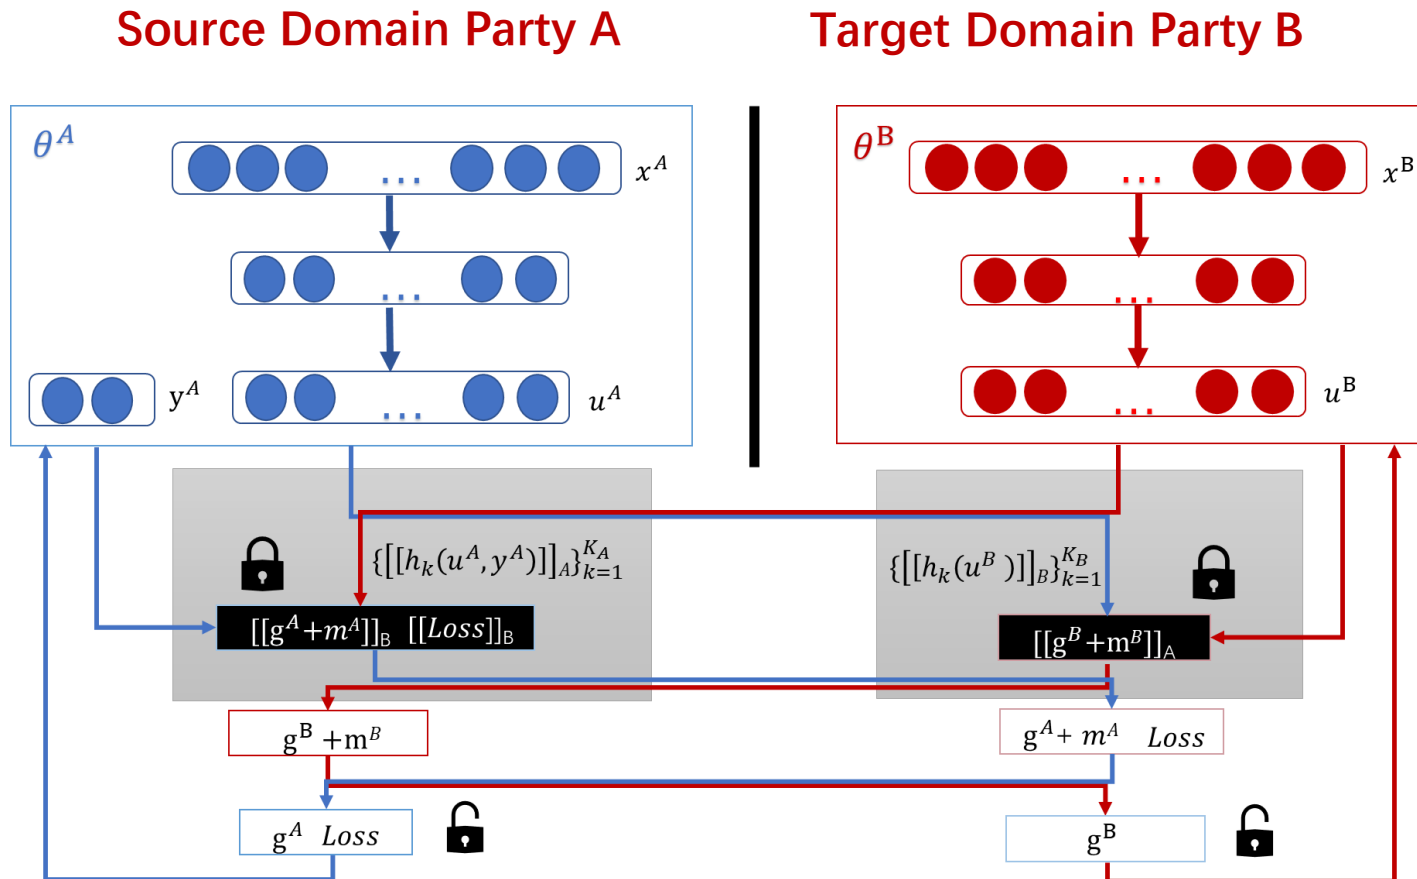 Source Domain Party A
Target Domain Party B
θ^A
x^A
...
...
y^A
...
u^A
θ^B
x^B
...
...
...
u^B
{[[h_k(u^A, y^A)]]_A}_{k=1}^{K_A}
{[[h_k(u^B )]]_B}_{k=1}^{K_B}
[[g^A+m^A]]_B [[Loss]]_B
[[g^B+m^B]]_A
g^B +m^B
g^A+ m^A Loss
g^A Loss
g^B